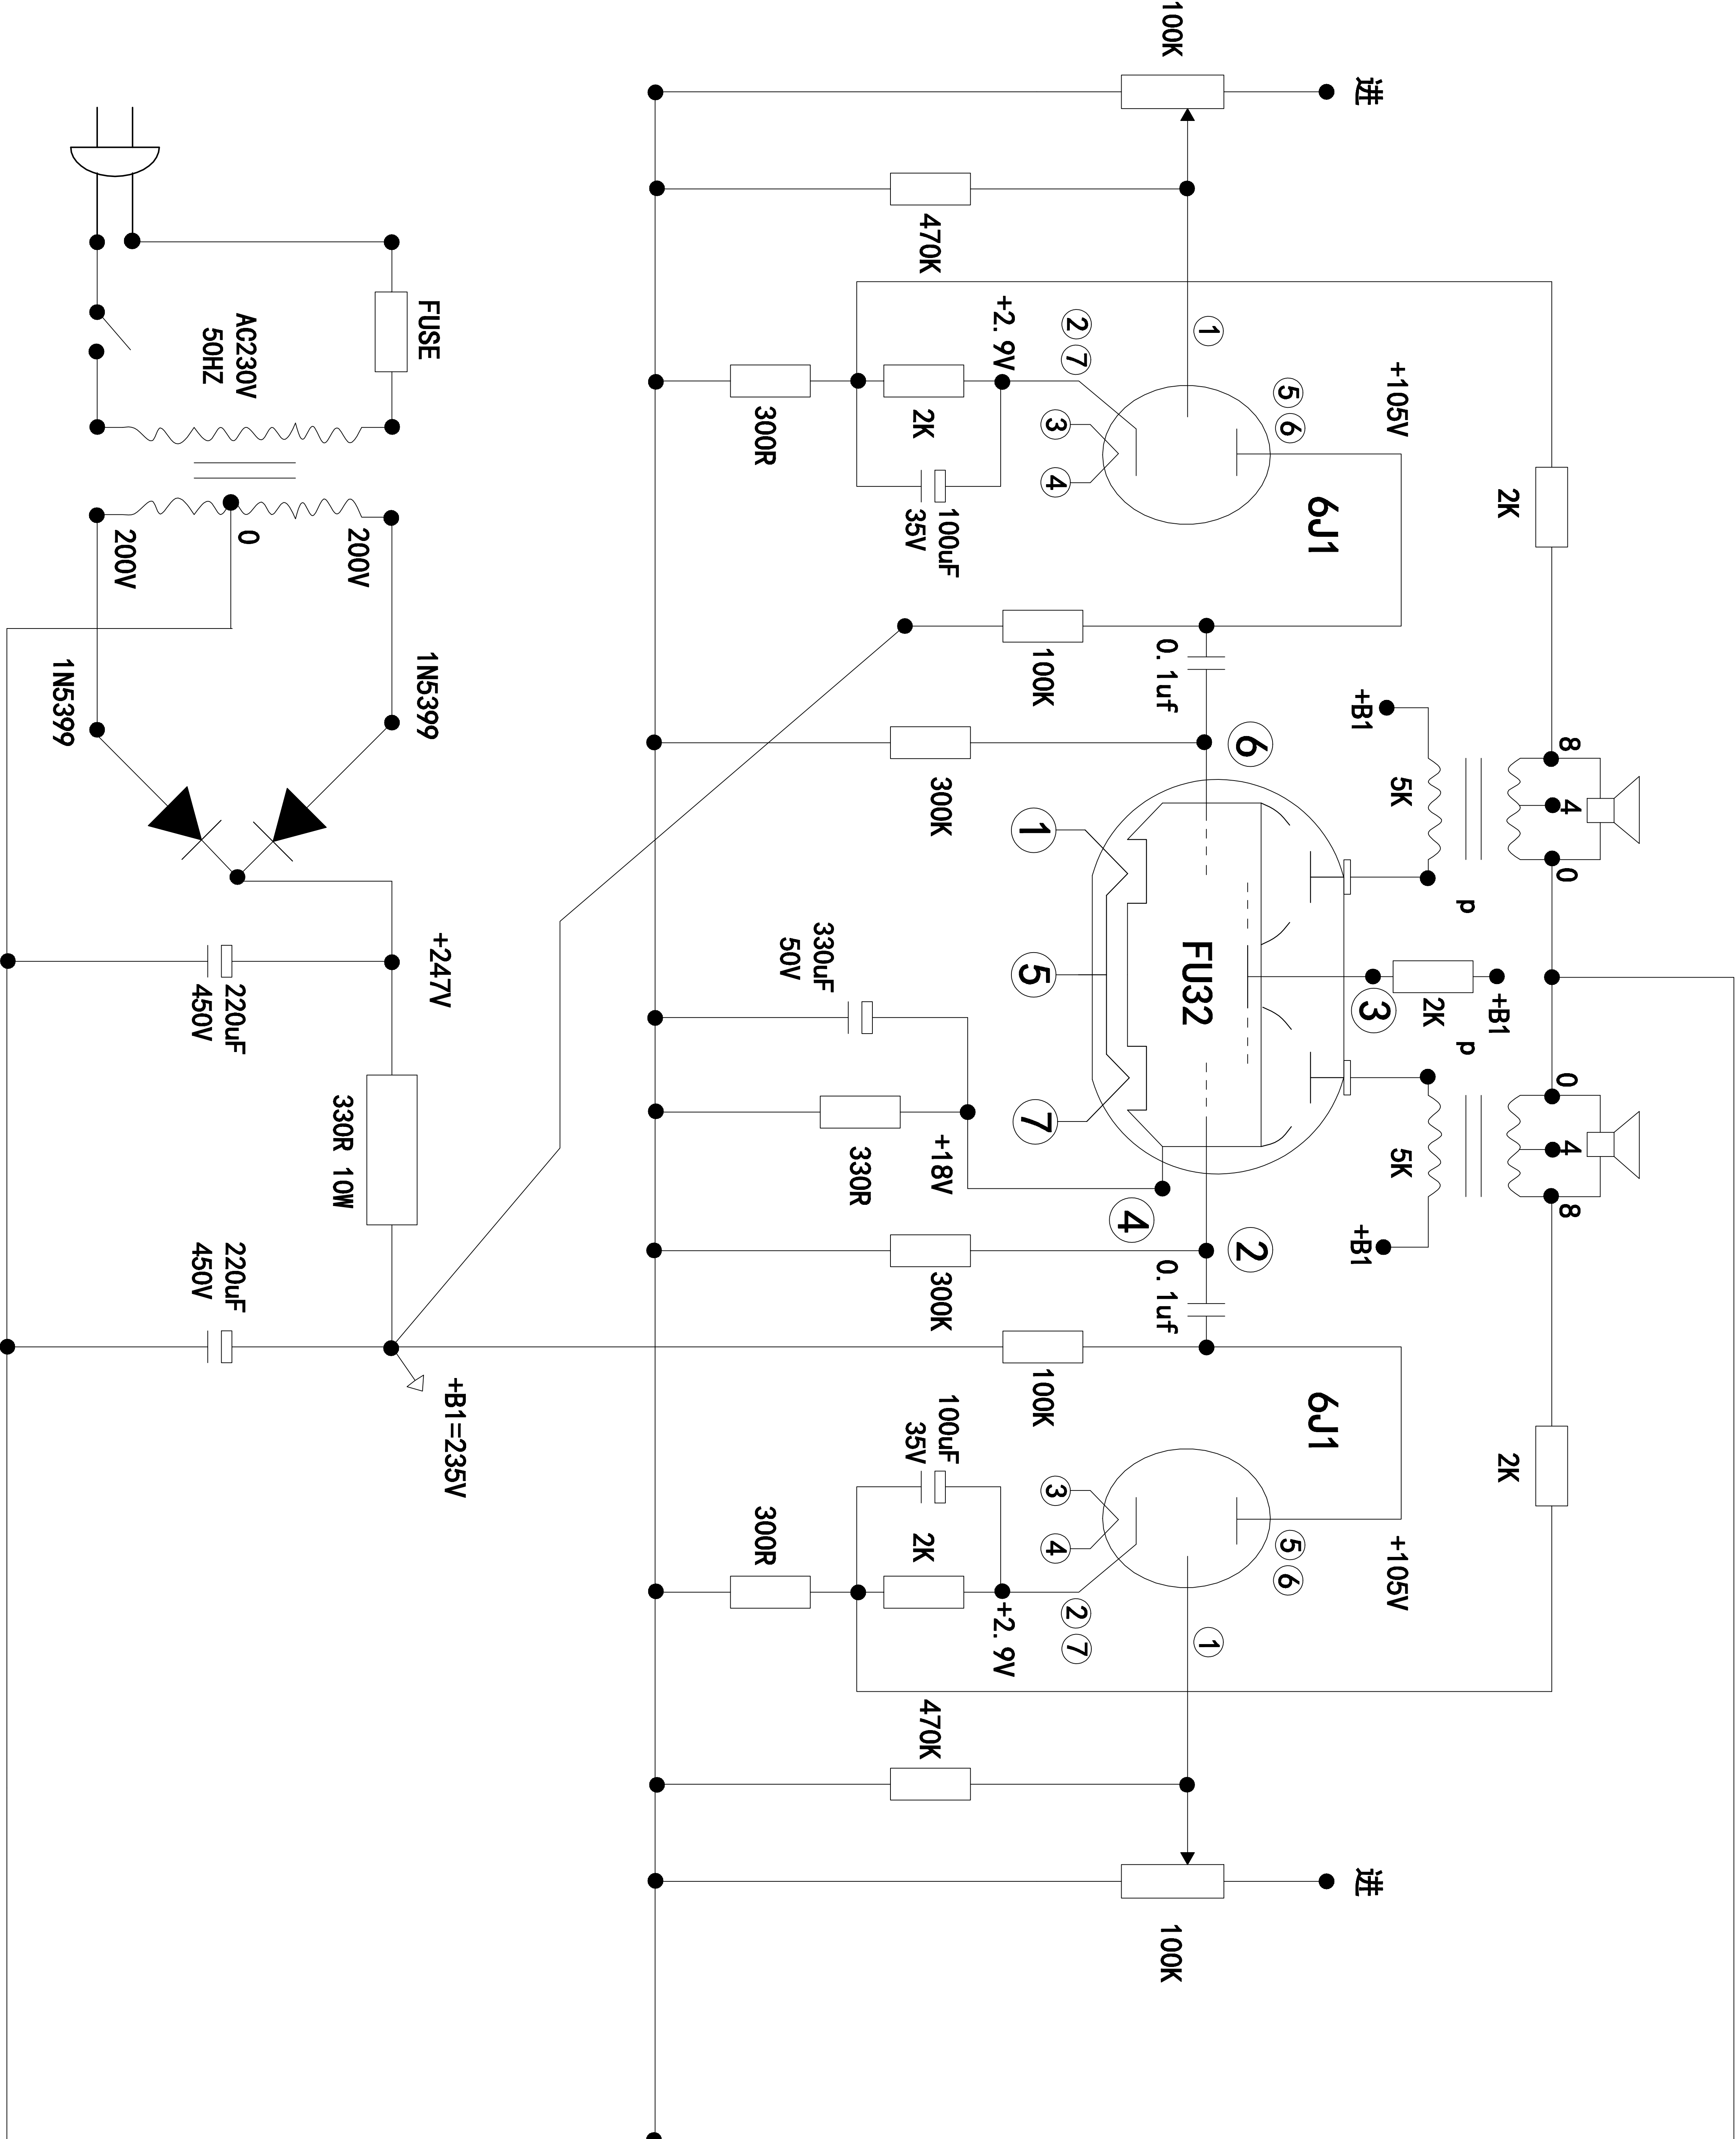 8
4
0
0
4
8
2K
+B1
2K
p
p
2K
+105V
5K
5K
+105V
进
③
进
+B1
+B1
6J1
6J1
⑤⑥
⑤⑥
⑥
②
①
①
FU32
100K
0.1uf
0.1uf
100K
④
②⑦
②⑦
③
④
③
④
100K
①
⑤
⑦
100K
+2.9V
+2.9V
470K
2K
100uF
35V
300K
+18V
300K
100uF
35V
2K
470K
330R
330uF
50V
300R
300R
FUSE
1N5399
+247V
+B1=235V
200V
330R 10W
AC230V
50HZ
0
220uF
450V
220uF
450V
200V
1N5399